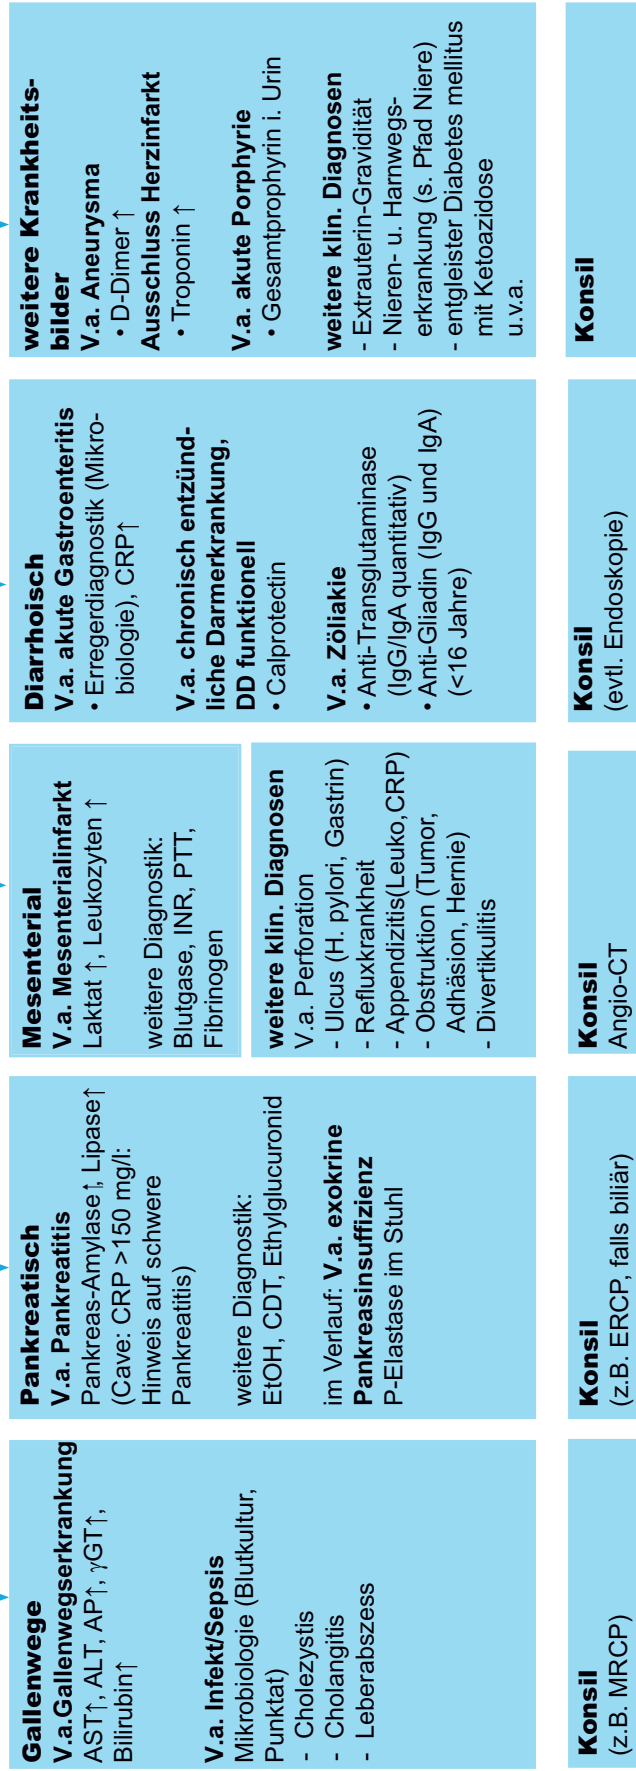 Gallenwege
V.a.Gallenwegserkrankung
AST↑, ALT, AP↑, γGT↑,
Bilirubin↑
V.a. Infekt/Sepsis
Mikrobiologie (Blutkultur,
Punktat)
- Cholezystis
- Cholangitis
- Leberabszess
Konsil
(z.B. MRCP)
Pankreatisch
V.a. Pankreatitis
Pankreas-Amylase↑, Lipase↑
(Cave: CRP >150 mg/l:
Hinweis auf schwere
Pankreatitis)
weitere Diagnostik:
EtOH, CDT, Ethylglucuronid
im Verlauf: V.a. exokrine
Pankreasinsuffizienz
P-Elastase im Stuhl
Konsil
(z.B. ERCP, falls biliär)
Mesenterial
V.a. Mesenterialinfarkt
Laktat ↑, Leukozyten ↑
weitere Diagnostik:
Blutgase, INR, PTT,
Fibrinogen
weitere klin. Diagnosen
V.a. Perforation
- Ulcus (H. pylori, Gastrin)
- Refluxkrankheit
- Appendizitis(Leuko,CRP)
- Obstruktion (Tumor,
Adhäsion, Hernie)
- Divertikulitis
Konsil
Angio-CT
Diarrhoisch
V.a. akute Gastroenteritis
• Erregerdiagnostik (Mikro-
biologie), CRP↑
V.a. chronisch entzünd-
liche Darmerkrankung,
DD funktionell
• Calprotectin
V.a. Zöliakie
• Anti-Transglutaminase
(IgG/IgA quantitativ)
• Anti-Gliadin (IgG und IgA)
(<16 Jahre)
Konsil
(evtl. Endoskopie)
weitere Krankheits-
bilder
V.a. Aneurysma
• D-Dimer ↑
Ausschluss Herzinfarkt
• Troponin ↑
V.a. akute Porphyrie
• Gesamtprophyrin i. Urin
weitere klin. Diagnosen
- Extrauterin-Gravidität
- Nieren- u. Harnwegs-
erkrankung (s. Pfad Niere)
- entgleister Diabetes mellitus
mit Ketoazidose
u.v.a.
Konsil